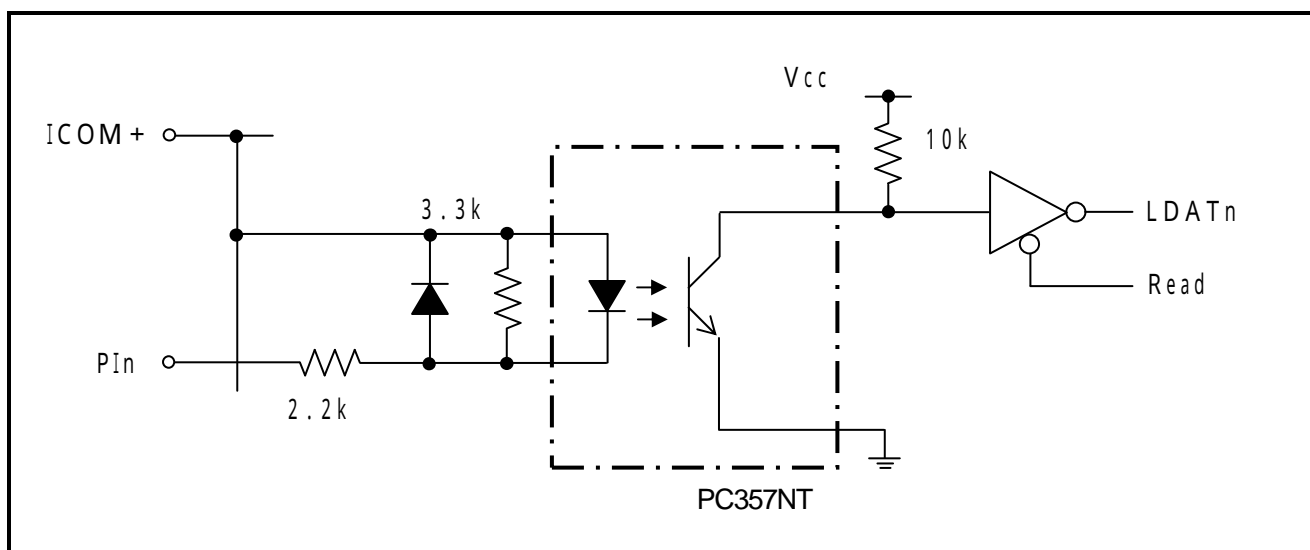 Vcc
ICOM+
10k
3.3k
LDATn
Read
PIn
2.2k
PC357NT